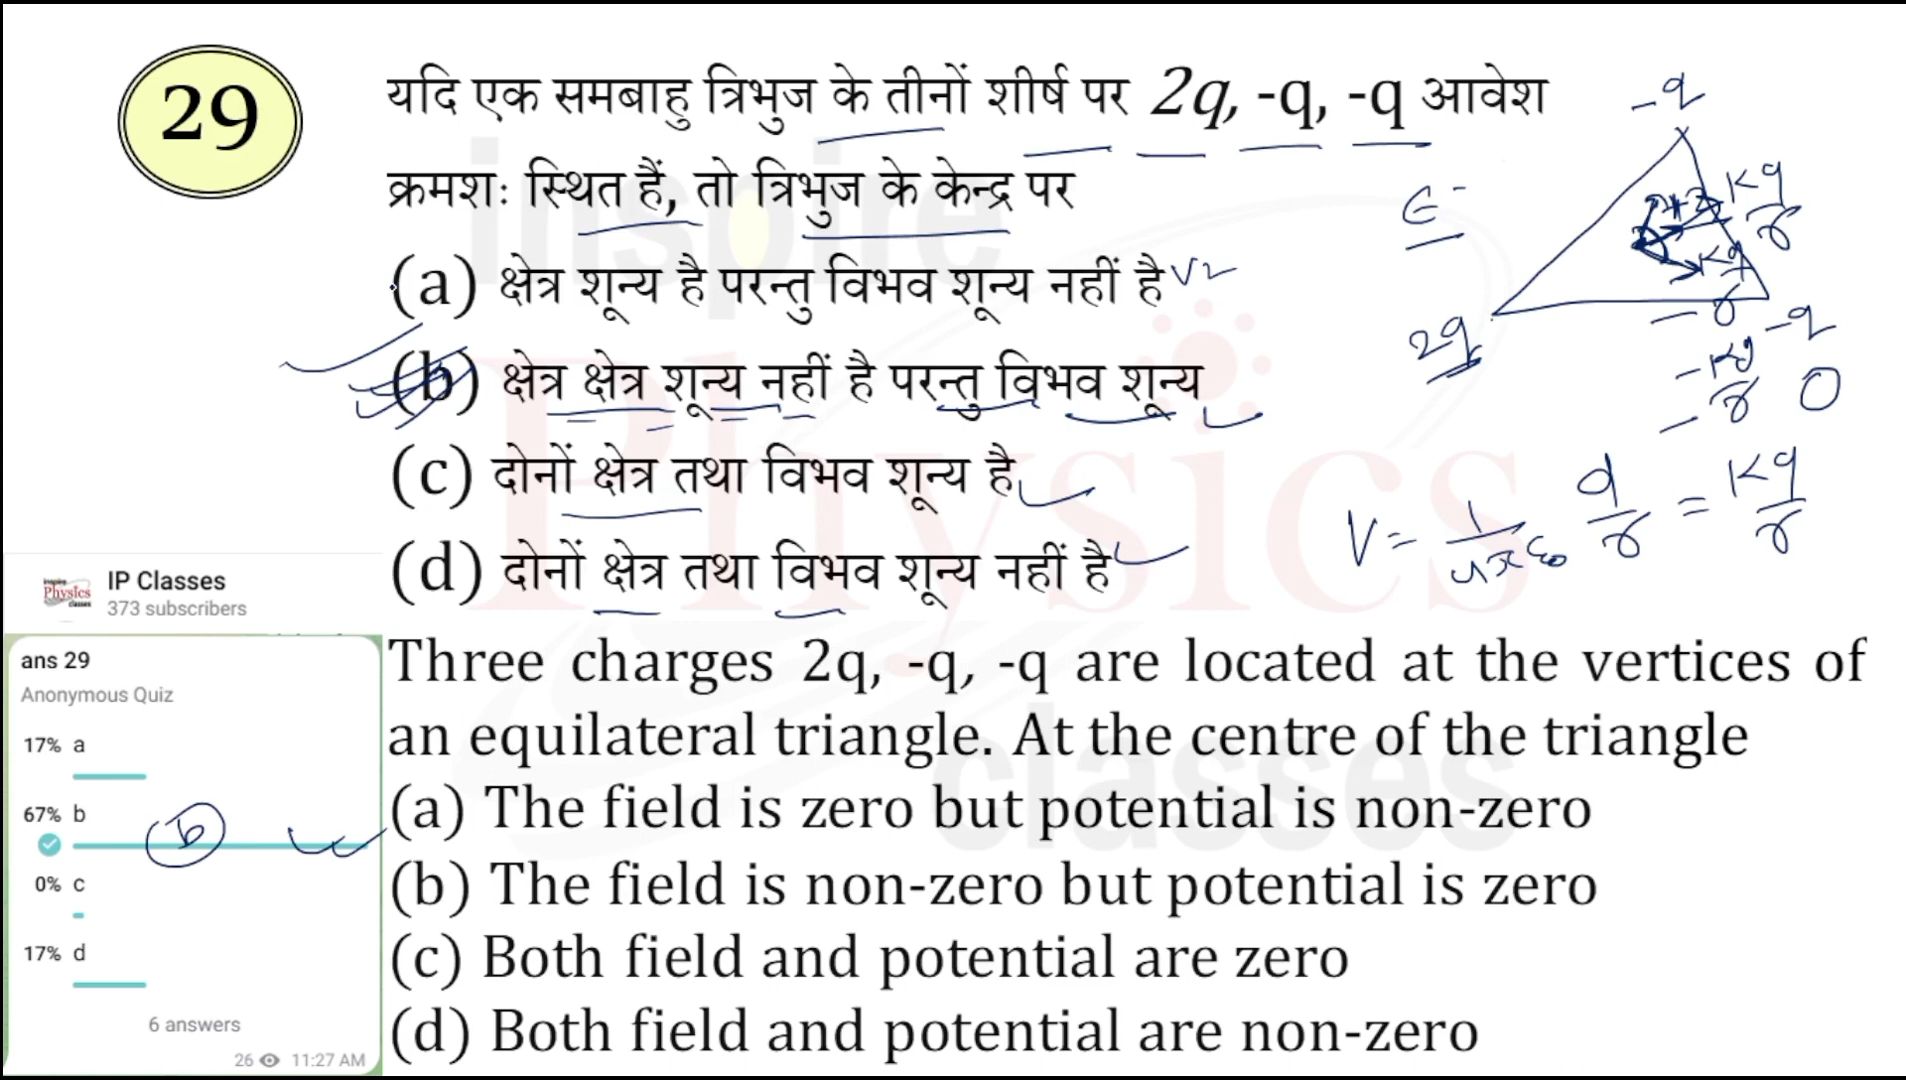 29
यदि एक समबाहु त्रिभुज के तीनों शीर्ष पर 2q, -q, -q आवेश
क्रमशः स्थित हैं, तो त्रिभुज के केन्द्र पर
(a) क्षेत्र शून्य है परन्तु विभव शून्य नहीं है
(b) क्षेत्र क्षेत्र शून्य नहीं है परन्तु विभव शून्य
(c) दोनों क्षेत्र तथा विभव शून्य है
(d) दोनों क्षेत्र तथा विभव शून्य नहीं है
-q
2q
-q
0
V = 1/4πε0 q/r = Kq/r
inspire
Physics
classes
IP Classes
373 subscribers
ans 29
Anonymous Quiz
17% a
67% b
(b)
0% c
17% d
6 answers
26 11:27 AM
Three charges 2q, -q, -q are located at the vertices of
an equilateral triangle. At the centre of the triangle
(a) The field is zero but potential is non-zero
(b) The field is non-zero but potential is zero
(c) Both field and potential are zero
(d) Both field and potential are non-zero